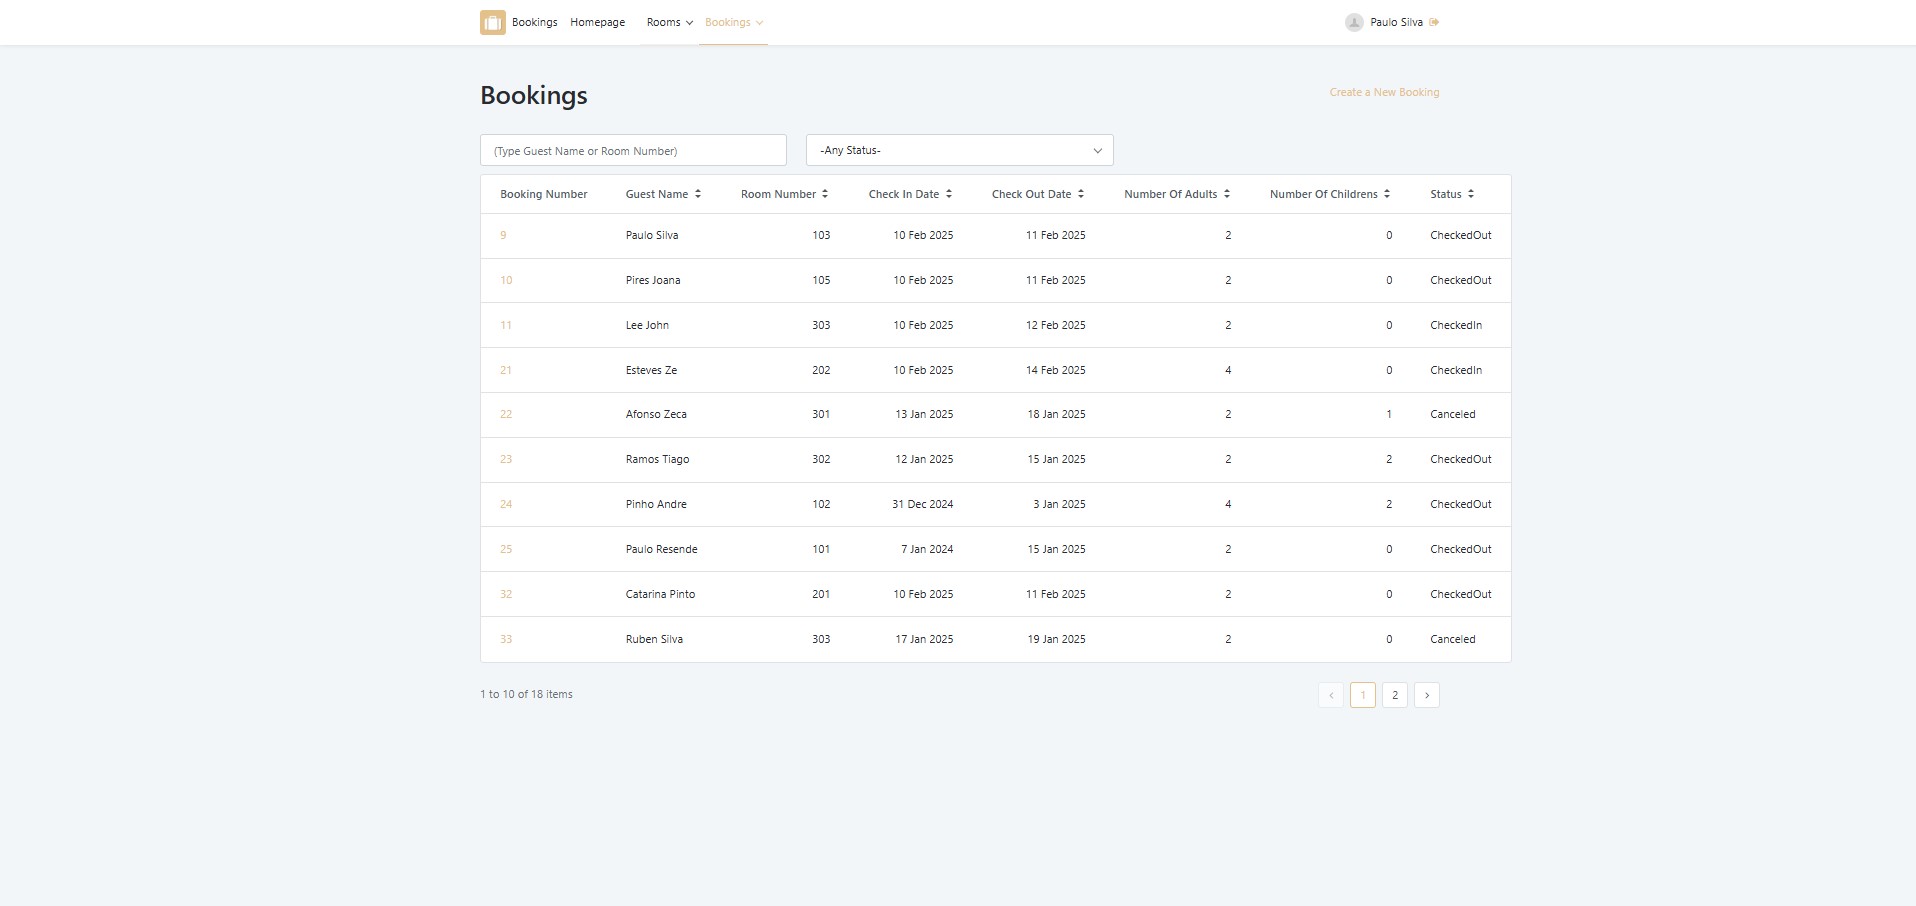 Bookings Homepage Rooms Bookings Paulo Silva
Bookings Create a New Booking
(Type Guest Name or Room Number) -Any Status-
Booking Number Guest Name Room Number Check In Date Check Out Date Number Of Adults Number Of Childrens Status
9 Paulo Silva 103 10 Feb 2025 11 Feb 2025 2 0 CheckedOut
10 Pires Joana 105 10 Feb 2025 11 Feb 2025 2 0 CheckedOut
11 Lee John 303 10 Feb 2025 12 Feb 2025 2 0 CheckedIn
21 Esteves Ze 202 10 Feb 2025 14 Feb 2025 4 0 CheckedIn
22 Afonso Zeca 301 13 Jan 2025 18 Jan 2025 2 1 Canceled
23 Ramos Tiago 302 12 Jan 2025 15 Jan 2025 2 2 CheckedOut
24 Pinho Andre 102 31 Dec 2024 3 Jan 2025 4 2 CheckedOut
25 Paulo Resende 101 7 Jan 2024 15 Jan 2025 2 0 CheckedOut
32 Catarina Pinto 201 10 Feb 2025 11 Feb 2025 2 0 CheckedOut
33 Ruben Silva 303 17 Jan 2025 19 Jan 2025 2 0 Canceled
1 to 10 of 18 items 1 2